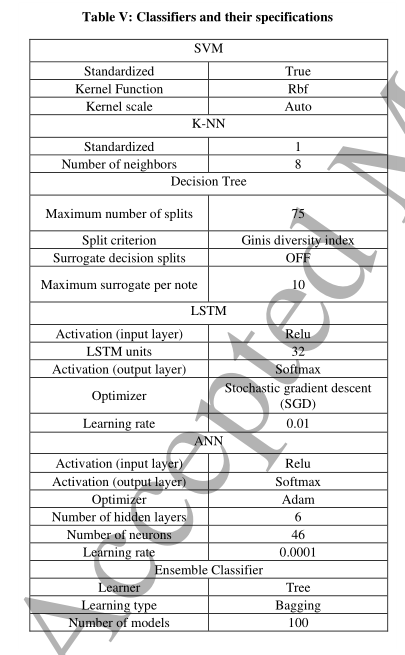 Table V: Classifiers and their specifications
SVM
Standardized True
Kernel Function Rbf
Kernel scale Auto
K-NN
Standardized 1
Number of neighbors 8
Decision Tree
Maximum number of splits 75
Split criterion Ginis diversity index
Surrogate decision splits OFF
Maximum surrogate per note 10
LSTM
Activation (input layer) Relu
LSTM units 32
Activation (output layer) Softmax
Optimizer Stochastic gradient descent
(SGD)
Learning rate 0.01
ANN
Activation (input layer) Relu
Activation (output layer) Softmax
Optimizer Adam
Number of hidden layers 6
Number of neurons 46
Learning rate 0.0001
Ensemble Classifier
Learner Tree
Learning type Bagging
Number of models 100
Accepted M